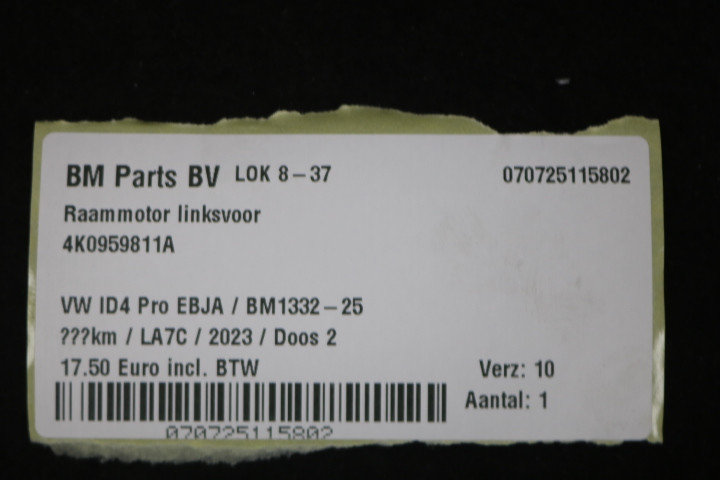 BM Parts BV LOK 8-37 070725115802
Raammotor linksvoor
4K0959811A
VW ID4 Pro EBJA / BM1332-25
???km / LA7C / 2023 / Doos 2
17.50 Euro incl. BTW Verz: 10
Aantal: 1
070725115802